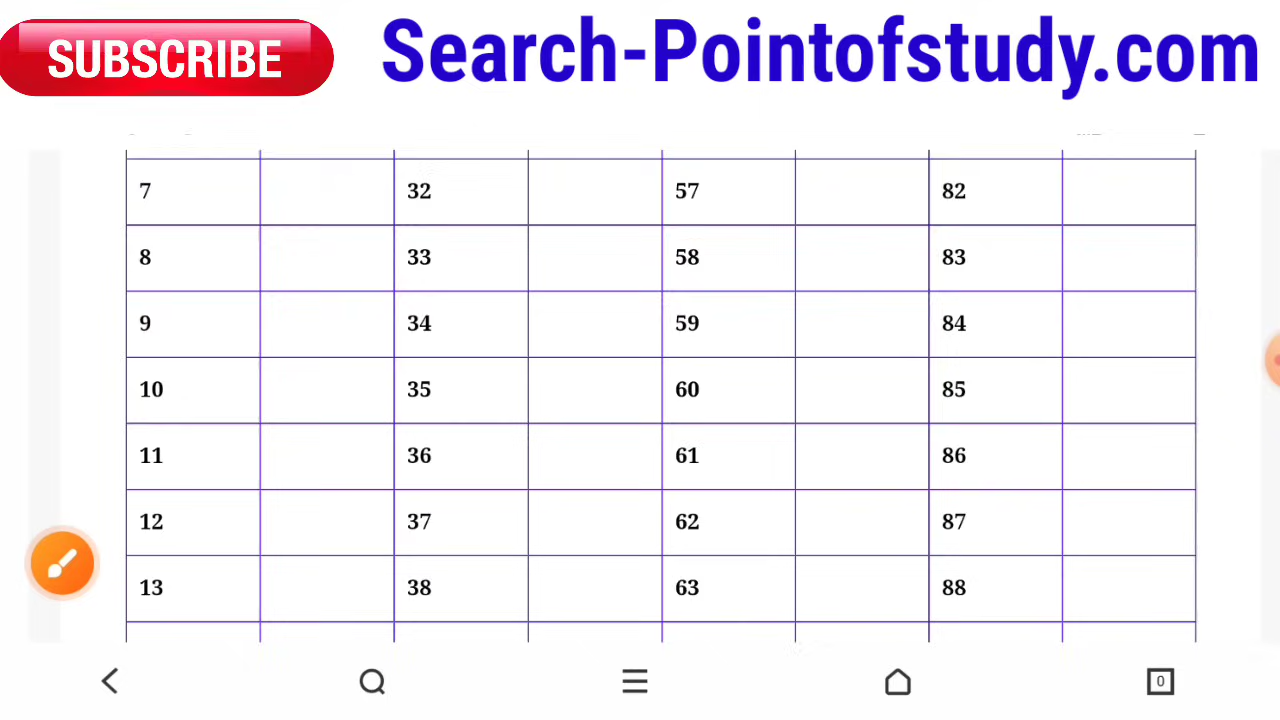 SUBSCRIBE Search-Pointofstudy.com
7 32 57 82
8 33 58 83
9 34 59 84
10 35 60 85
11 36 61 86
12 37 62 87
13 38 63 88
0